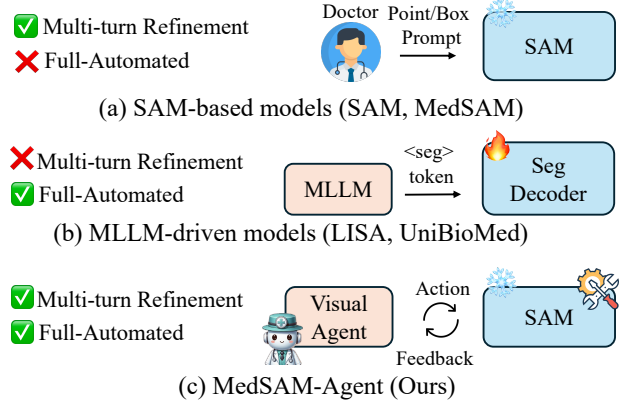 Multi-turn Refinement
Full-Automated
Doctor
Point/Box
Prompt
SAM
(a) SAM-based models (SAM, MedSAM)
Multi-turn Refinement
Full-Automated
MLLM
<seg>
token
Seg
Decoder
(b) MLLM-driven models (LISA, UniBioMed)
Multi-turn Refinement
Full-Automated
Visual
Agent
Action
Feedback
SAM
(c) MedSAM-Agent (Ours)